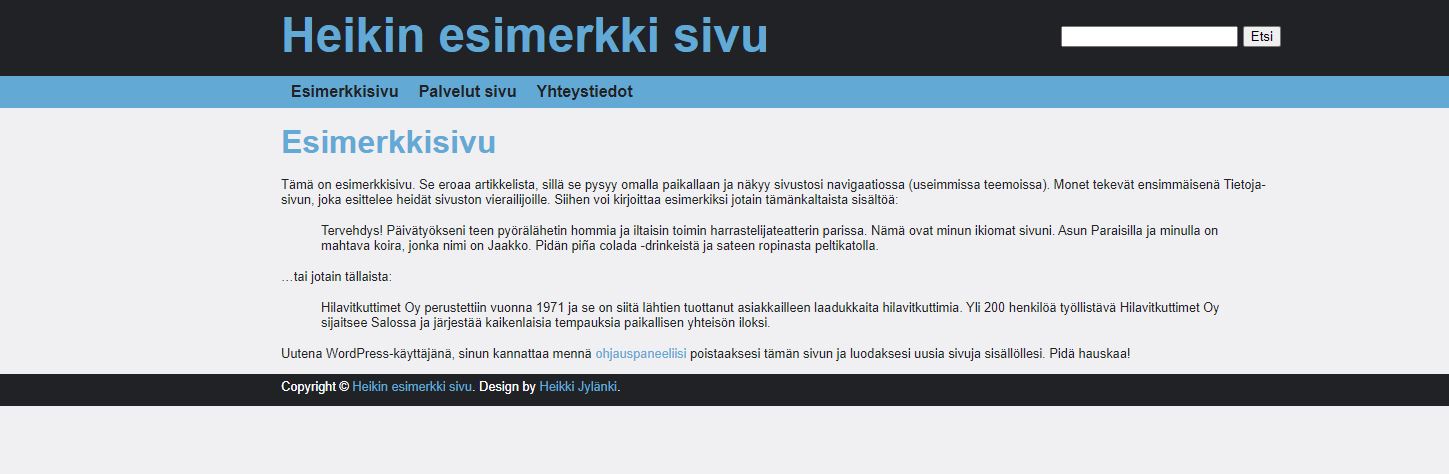 Heikin esimerkki sivu
Etsi
Esimerkkisivu Palvelut sivu Yhteystiedot
Esimerkkisivu
Tämä on esimerkkisivu. Se eroaa artikkelista, sillä se pysyy omalla paikallaan ja näkyy sivustosi navigaatiossa (useimmissa teemoissa). Monet tekevät ensimmäisenä Tietoja-
sivun, joka esittelee heidät sivuston vierailijoille. Siihen voi kirjoittaa esimerkiksi jotain tämänkaltaista sisältöä:
Tervehdys! Päivätyökseni teen pyörälähetin hommia ja iltaisin toimin harrastelijateatterin parissa. Nämä ovat minun ikiomat sivuni. Asun Paraisilla ja minulla on
mahtava koira, jonka nimi on Jaakko. Pidän piña colada -drinkeistä ja sateen ropinasta peltikatolla.
…tai jotain tällaista:
Hilavitkuttimet Oy perustettiin vuonna 1971 ja se on siitä lähtien tuottanut asiakkailleen laadukkaita hilavitkuttimia. Yli 200 henkilöä työllistävä Hilavitkuttimet Oy
sijaitsee Salossa ja järjestää kaikenlaisia tempauksia paikallisen yhteisön iloksi.
Uutena WordPress-käyttäjänä, sinun kannattaa mennä ohjauspaneeliisi poistaaksesi tämän sivun ja luodaksesi uusia sivuja sisällöllesi. Pidä hauskaa!
Copyright © Heikin esimerkki sivu. Design by Heikki Jylänki.